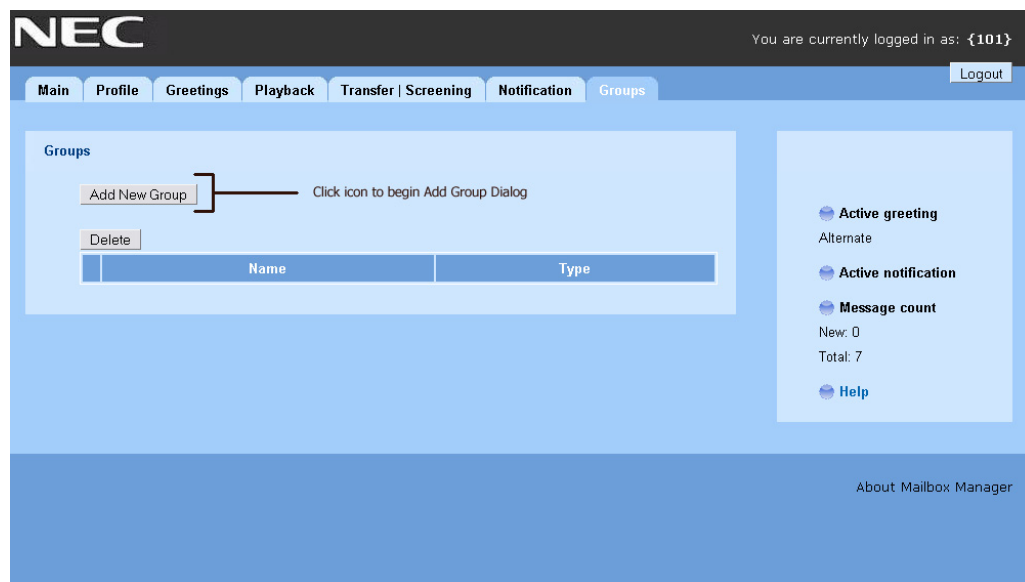 NEC
You are currently logged in as: {101}
Logout
Main Profile Greetings Playback Transfer | Screening Notification Groups
Groups
Add New Group
Click icon to begin Add Group Dialog
Delete
Name Type
Active greeting
Alternate
Active notification
Message count
New: 0
Total: 7
Help
About Mailbox Manager